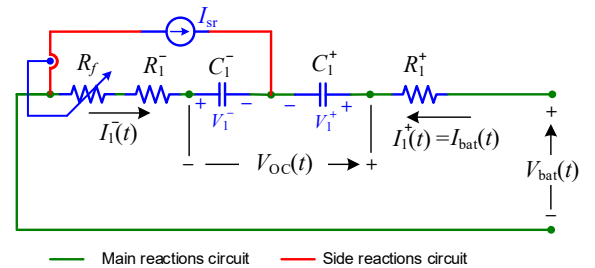 I_sr
R_f R_1^- C_1^- C_1^+ R_1^+
+ − − + +
V_1^- V_1^+
I_1^-(t) I_1^+(t) = I_bat(t)
− V_OC(t) +
V_bat(t)
−
Main reactions circuit Side reactions circuit